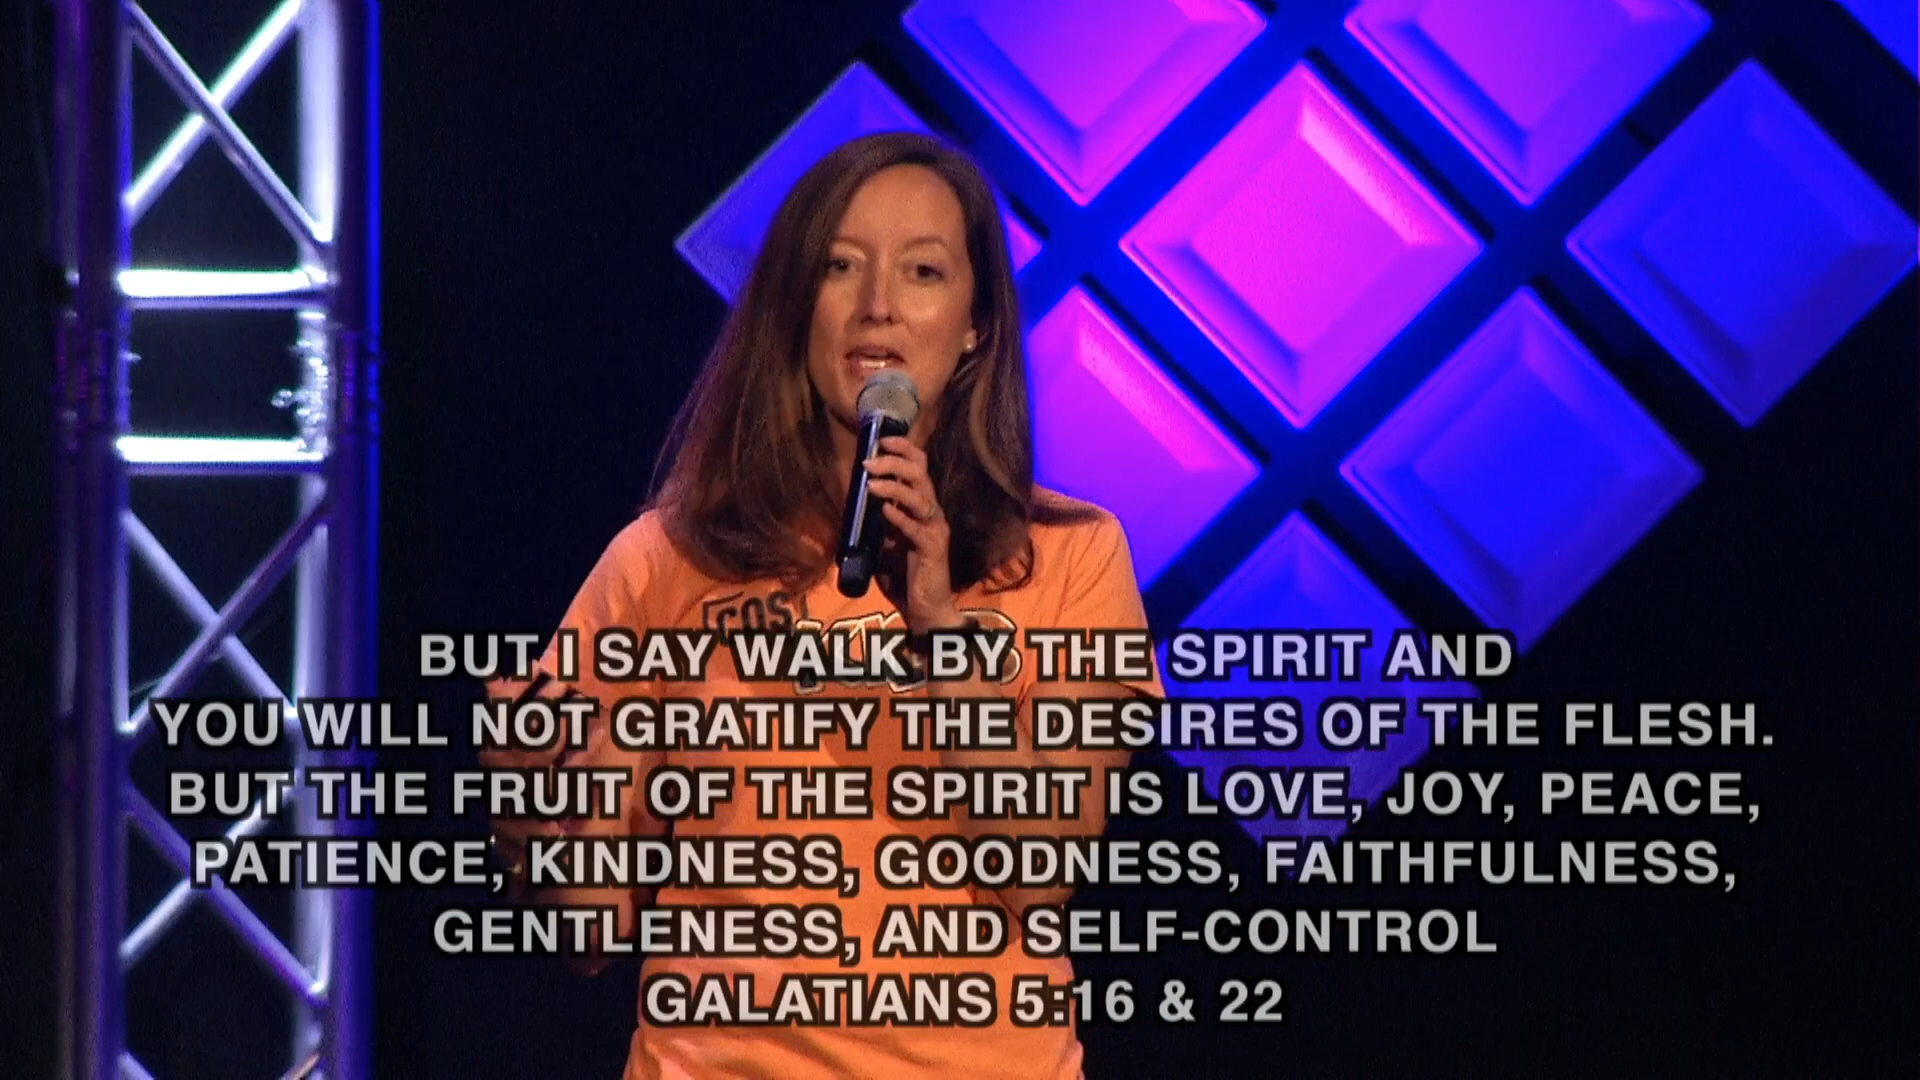 COS
BUT I SAY WALK BY THE SPIRIT AND
YOU WILL NOT GRATIFY THE DESIRES OF THE FLESH.
BUT THE FRUIT OF THE SPIRIT IS LOVE, JOY, PEACE,
PATIENCE, KINDNESS, GOODNESS, FAITHFULNESS,
GENTLENESS, AND SELF-CONTROL
GALATIANS 5:16 & 22